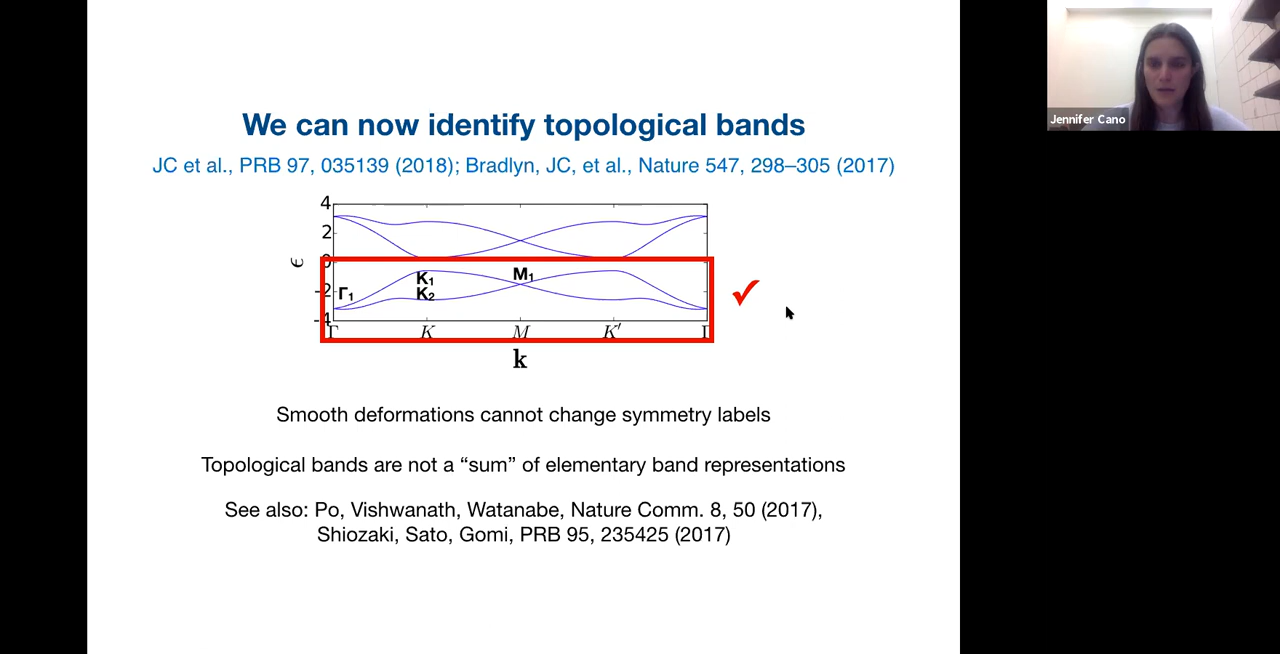 We can now identify topological bands
JC et al., PRB 97, 035139 (2018); Bradlyn, JC, et al., Nature 547, 298–305 (2017)
4
2
0
-2
-4
ϵ
Γ₁
K₁
K₂
M₁
Γ K M K′ Γ
k
✓
Smooth deformations cannot change symmetry labels
Topological bands are not a “sum” of elementary band representations
See also: Po, Vishwanath, Watanabe, Nature Comm. 8, 50 (2017),
Shiozaki, Sato, Gomi, PRB 95, 235425 (2017)
Jennifer Cano